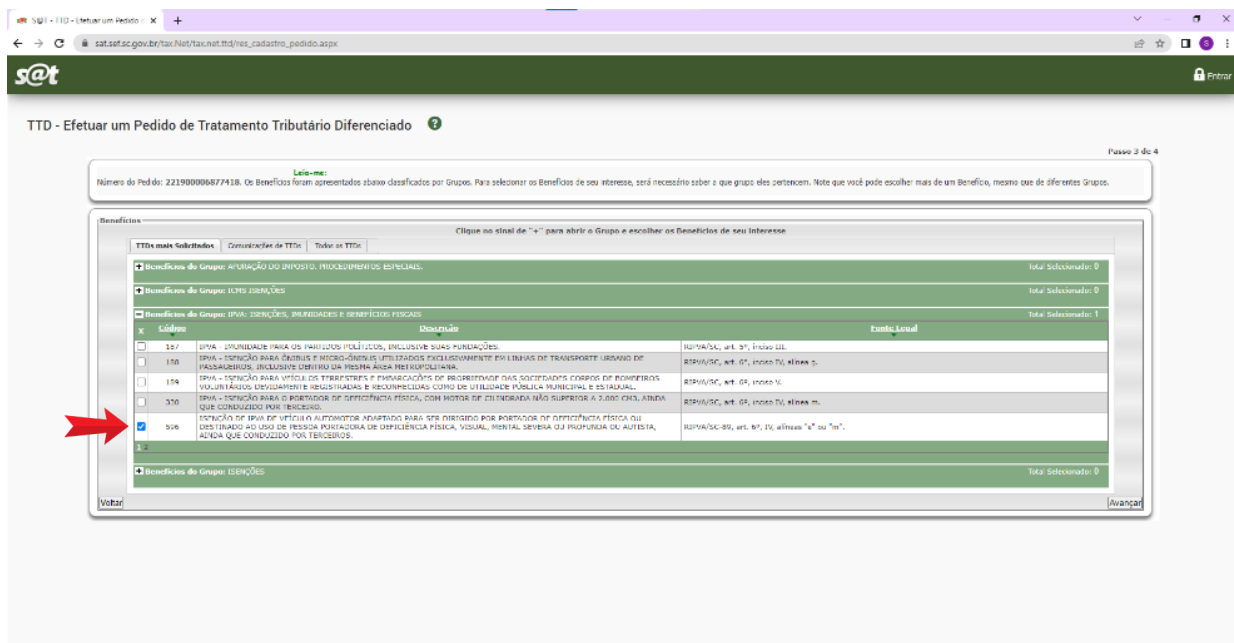 S@T - TTD - Efetuar um Pedido d
sat.sef.sc.gov.br/tax.Net/tax.net.ttd/res_cadastro_pedido.aspx
S
s@t
Entrar
TTD - Efetuar um Pedido de Tratamento Tributário Diferenciado ?
Passo 3 de 4
Leia-me:
Número do Pedido: 221900006877418. Os Benefícios foram apresentados abaixo classificados por Grupos. Para selecionar os Benefícios de seu interesse, será necessário saber a que grupo eles pertencem. Note que você pode escolher mais de um Benefício, mesmo que de diferentes Grupos.
Benefícios
Clique no sinal de "+" para abrir o Grupo e escolher os Benefícios de seu Interesse
TTDs mais Solicitados Comunicações de TTDs Todos os TTDs
Benefícios do Grupo: APURAÇÃO DO IMPOSTO. PROCEDIMENTOS ESPECIAIS. Total Selecionado: 0
Benefícios do Grupo: ICMS ISENÇÕES Total Selecionado: 0
Benefícios do Grupo: IPVA: ISENÇÕES, IMUNIDADES E BENEFÍCIOS FISCAIS Total Selecionado: 1
X Código Descrição Fonte Legal
IPVA - IMUNIDADE PARA OS PARTIDOS POLÍTICOS, INCLUSIVE SUAS FUNDAÇÕES. RIPVA/SC, art. 5º, inciso III.
IPVA - ISENÇÃO PARA ÔNIBUS E MICRO-ÔNIBUS UTILIZADOS EXCLUSIVAMENTE EM LINHAS DE TRANSPORTE URBANO DE
PASSAGEIROS, INCLUSIVE DENTRO DA MESMA ÁREA METROPOLITANA. RIPVA/SC, art. 6º, inciso IV, alínea
IPVA - ISENÇÃO PARA VEÍCULOS TERRESTRES E EMBARCAÇÕES DE PROPRIEDADE DAS SOCIEDADES CORPOS DE BOMBEIROS
VOLUNTÁRIOS DEVIDAMENTE REGISTRADAS E RECONHECIDAS COMO DE UTILIDADE PÚBLICA MUNICIPAL E ESTADUAL. RIPVA/SC, art. 6º, inciso V.
IPVA - ISENÇÃO PARA O PORTADOR DE DEFICIÊNCIA FÍSICA, COM MOTOR DE CILINDRADA NÃO SUPERIOR A 2.000 CM3, AINDA
QUE CONDUZIDO POR TERCEIRO. RIPVA/SC, art. 6º, inciso IV, alínea m.
596 ISENÇÃO DE IPVA DE VEÍCULO AUTOMOTOR ADAPTADO PARA SER DIRIGIDO POR PORTADOR DE DEFICIÊNCIA FÍSICA OU
DESTINADO AO USO DE PESSOA PORTADORA DE DEFICIÊNCIA FÍSICA, VISUAL, MENTAL SEVERA OU PROFUNDA OU AUTISTA,
AINDA QUE CONDUZIDO POR TERCEIROS. RIPVA/SC-89, art. 6º, IV, alíneas "e" ou "m".
1 2
Benefícios do Grupo: ISENÇÕES Total Selecionado: 0
Voltar Avançar